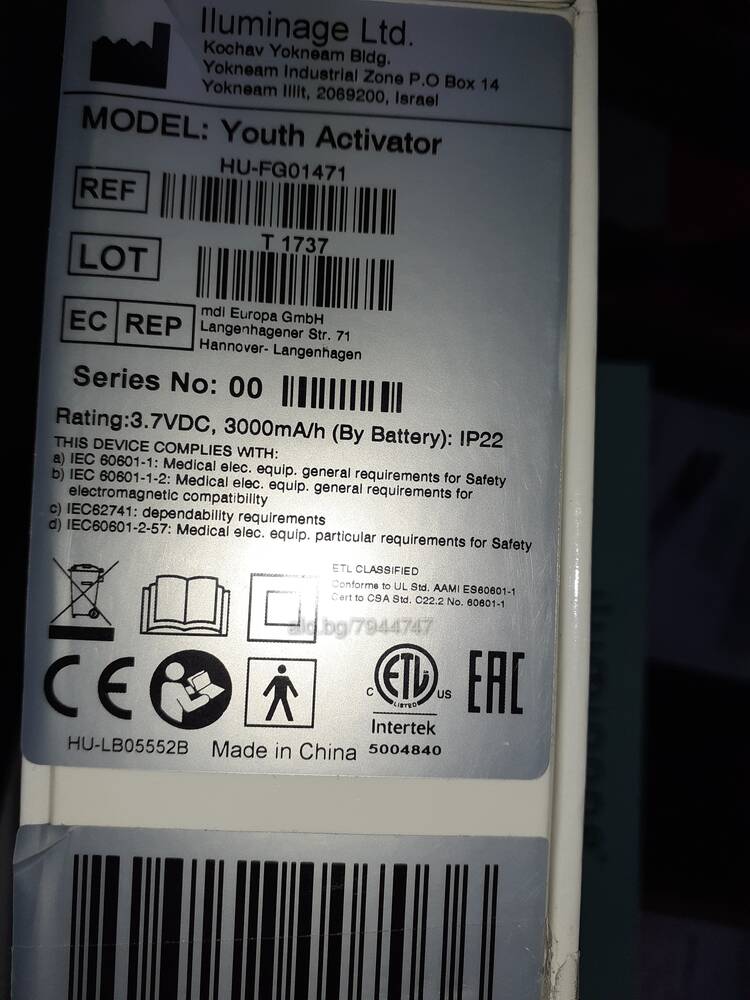 Iluminage Ltd.
Kochav Yokneam Bldg.
Yokneam Industrial Zone P.O Box 14
Yokneam Illit, 2069200, Israel
MODEL: Youth Activator
HU-FG01471
REF
T 1737
LOT
EC REP
mdi Europa GmbH
Langenhagener Str. 71
Hannover- Langenhagen
Series No: 00
Rating:3.7VDC, 3000mA/h (By Battery): IP22
THIS DEVICE COMPLIES WITH:
a) IEC 60601-1: Medical elec. equip. general requirements for Safety
b) IEC 60601-1-2: Medical elec. equip. general requirements for
electromagnetic compatibility
c) IEC62741: dependability requirements
d) IEC60601-2-57: Medical elec. equip. particular requirements for Safety
ETL CLASSIFIED
Conforms to UL Std. AAMI ES60601-1
Cert to CSA Std. C22.2 No. 60601-1
alo.bg/7944747
CE
C ETL US
LISTED
EAC
Intertek
5004840
HU-LB05552B
Made in China